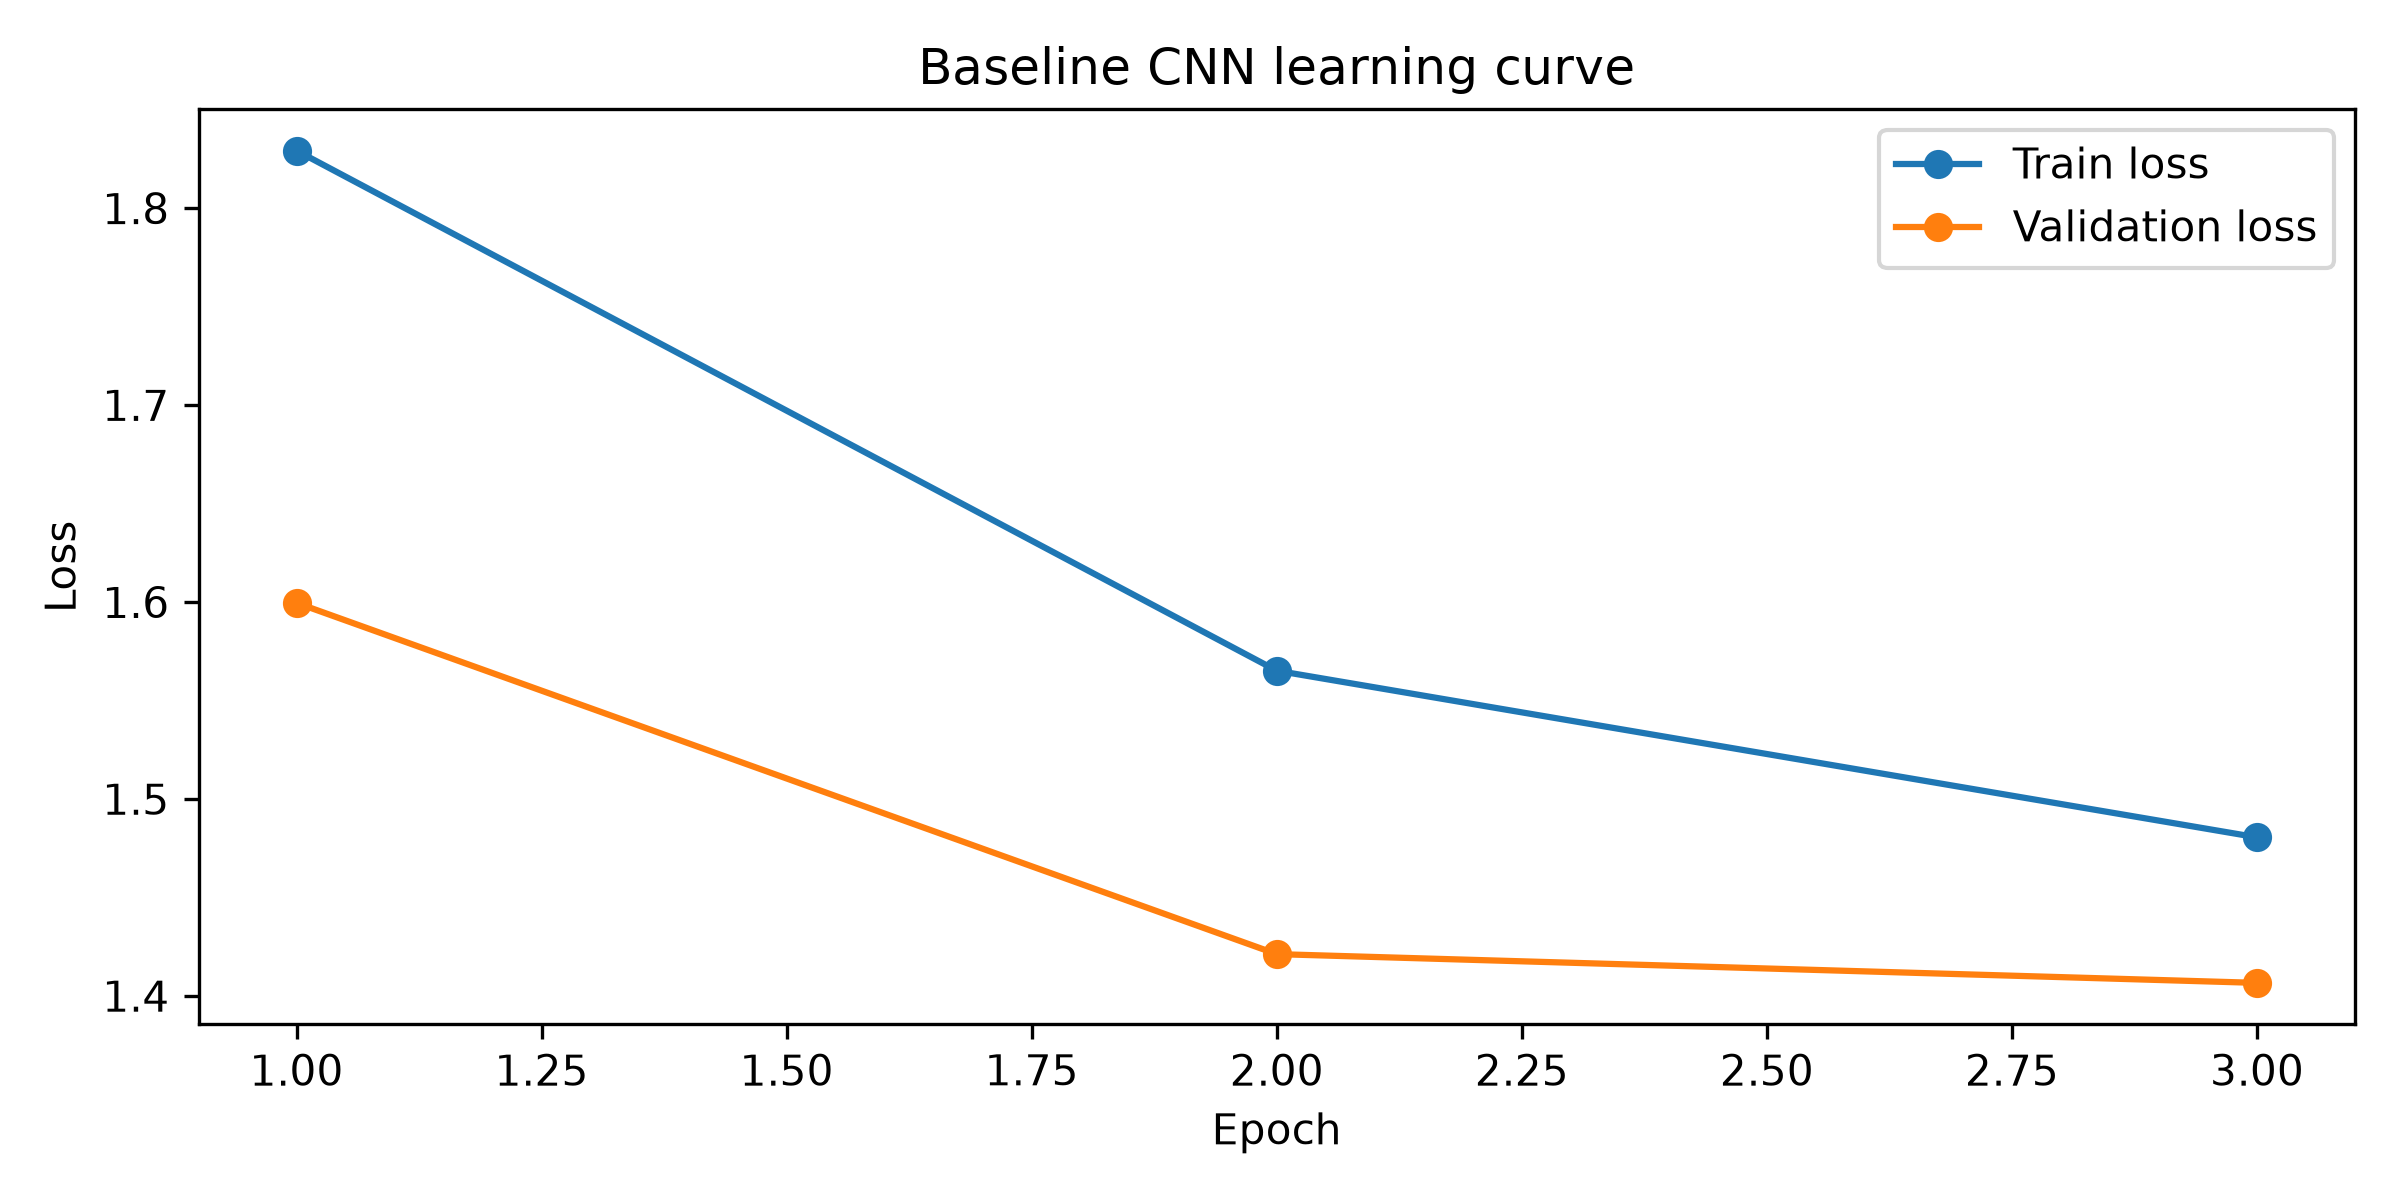 Baseline CNN learning curve
Train loss
Validation loss
Loss
1.8
1.7
1.6
1.5
1.4
1.00 1.25 1.50 1.75 2.00 2.25 2.50 2.75 3.00
Epoch